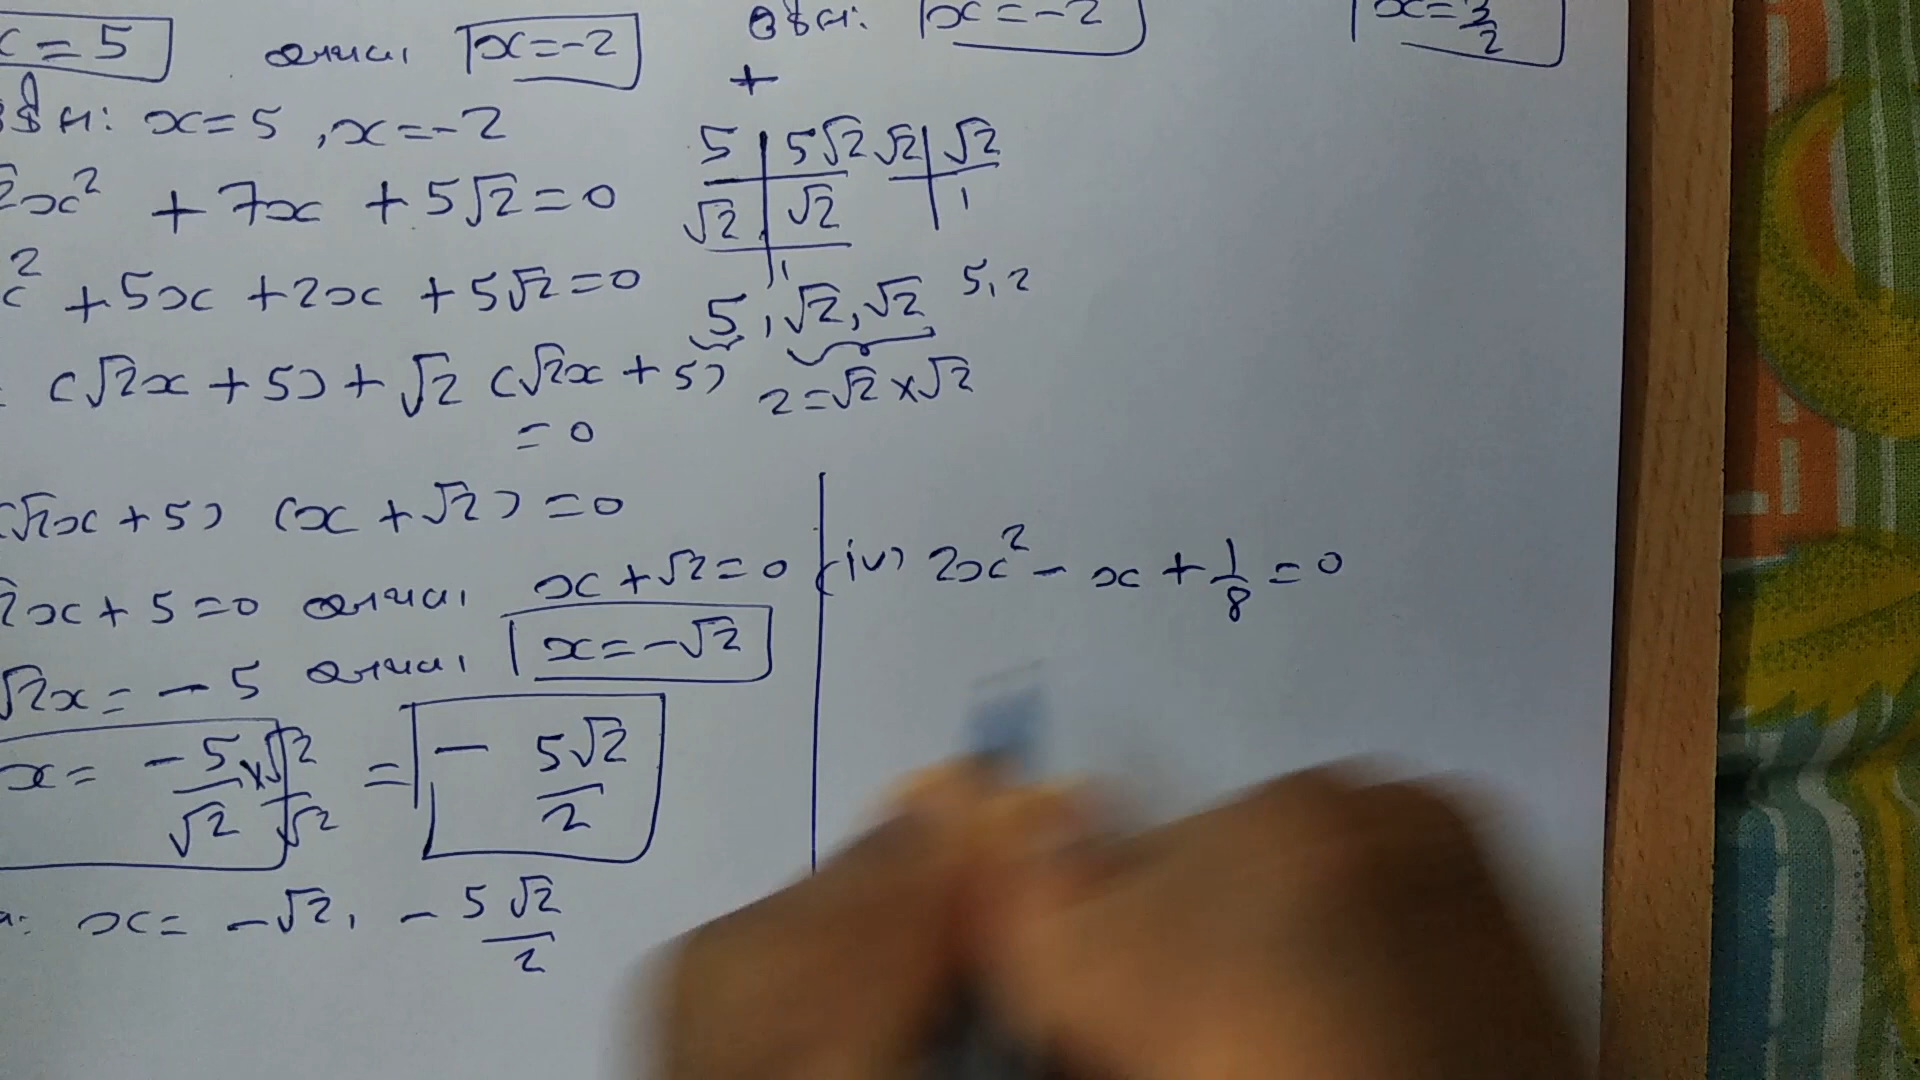 x = 5 અથવા x = -2
x = -2
x = 3/2
x = 5 , x = -2
+
5 | 5√2 √2 | √2
√2 | √2 1
1
2x² + 7x + 5√2 = 0
² + 5x + 2x + 5√2 = 0
5 , √2 , √2 5, 2
2 = √2 × √2
(√2x + 5) + √2 (√2x + 5)
= 0
(√2x + 5) (x + √2) = 0
√2x + 5 = 0 અથવા x + √2 = 0
√2x = - 5 અથવા x = -√2
x = -5/√2 × √2/√2 = - 5√2/2
x = -√2 , - 5√2/2
(iv) 2x² - x + 1/8 = 0